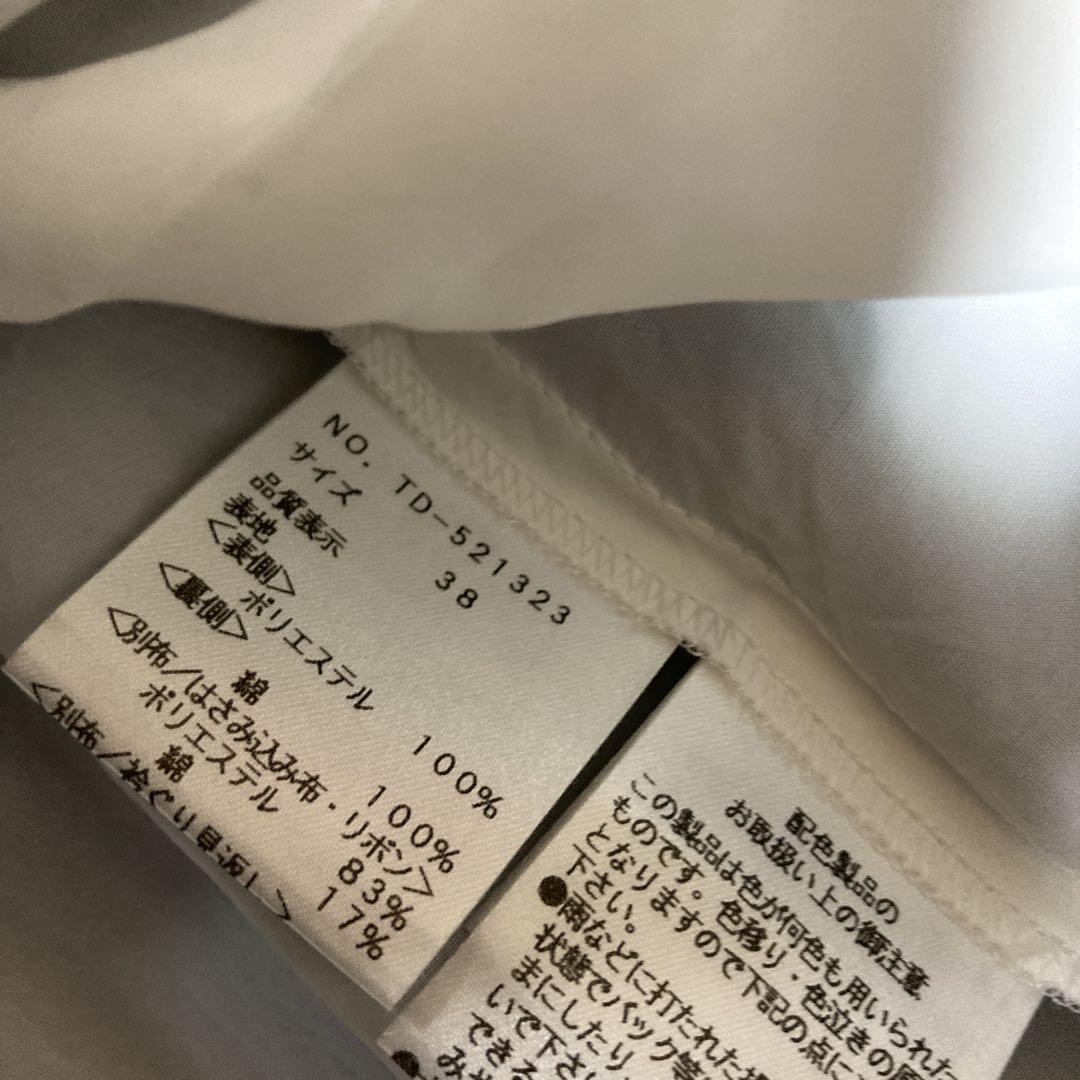 NO. TD-521323
サイズ 38
品質表示
表地
〈表側〉
ポリエステル 100%
〈裏側〉
綿 100%
〈別布/はさみ込み布・リボン〉
ポリエステル 83%
綿 17%
〈別布/衿ぐり見返し〉
配色製品の
お取扱い上の御注意
この製品は色が何色も用いられた
ものです。色移り・色泣きの原
となりますので下記の点に
下さい。
●雨などに打たれた
状態でバック等
まにしたり
いで下さ
できる